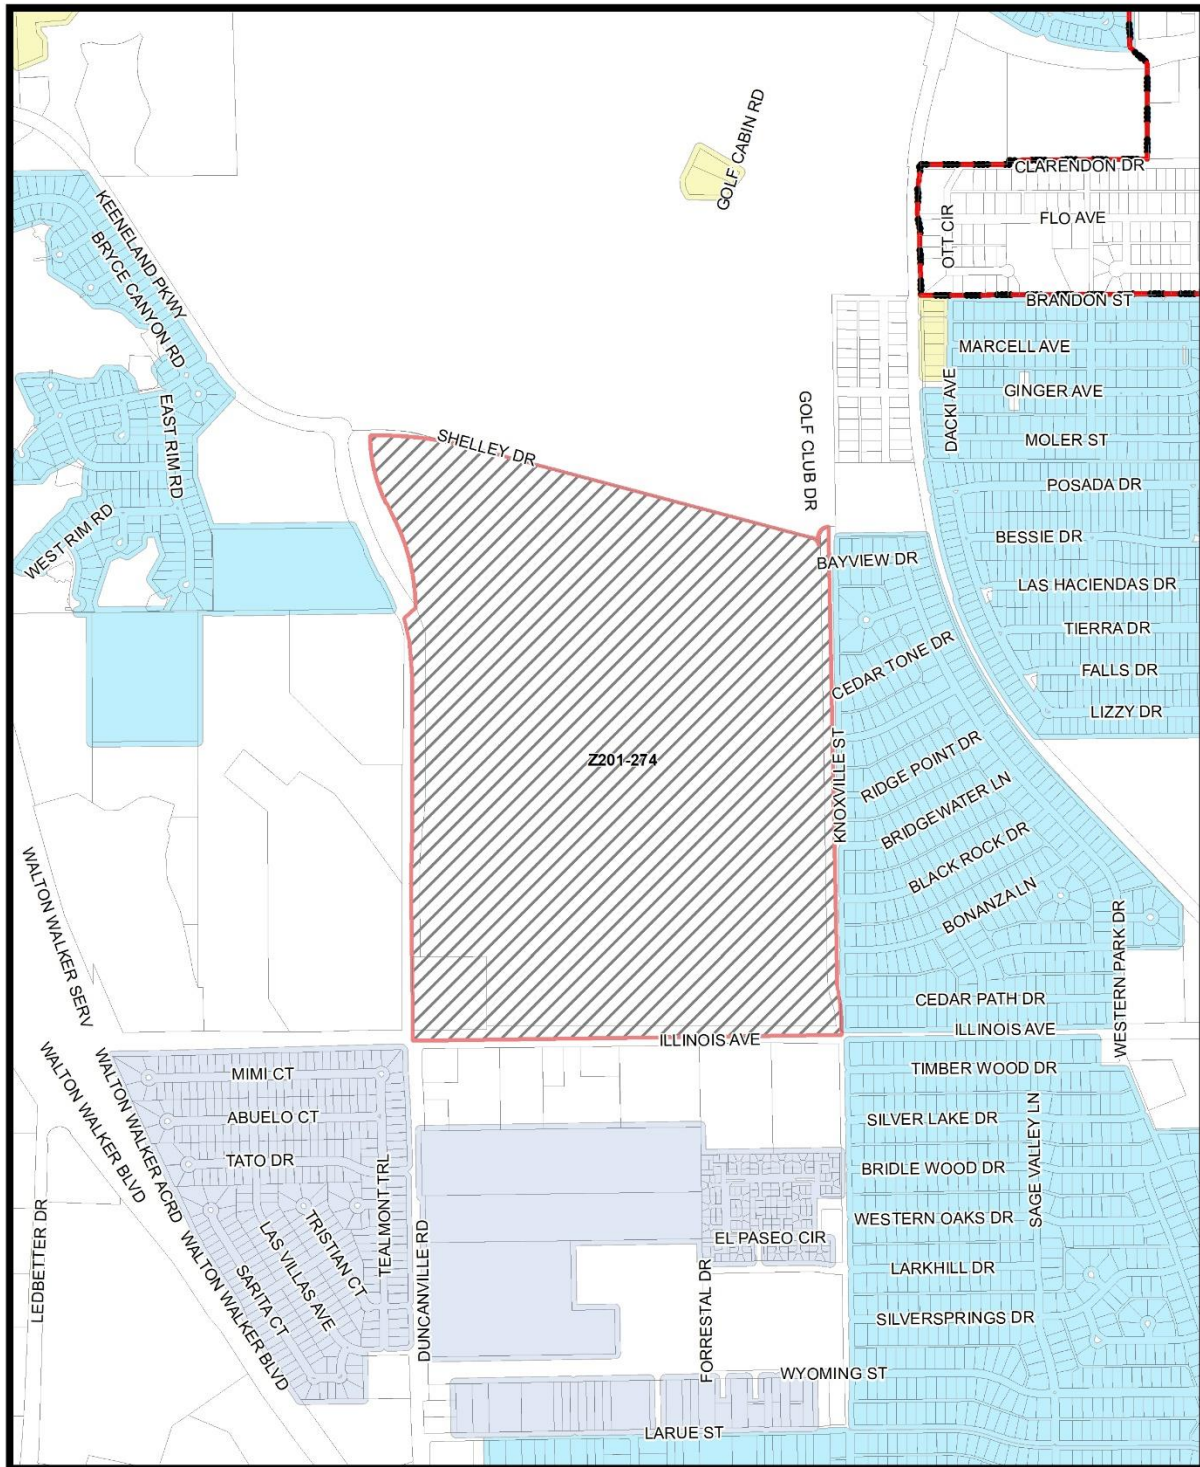 GOLF CABIN RD
CLARENDON DR
FLO AVE
OTT CIR
KEENELAND PKWY
BRYCE CANYON RD
BRANDON ST
MARCELL AVE
GINGER AVE
DACKI AVE
EAST RIM RD
GOLF CLUB DR
SHELLEY DR
MOLER ST
POSADA DR
WEST RIM RD
BESSIE DR
BAYVIEW DR
LAS HACIENDAS DR
TIERRA DR
CEDAR TONE DR
FALLS DR
LIZZY DR
Z201-274
KNOXVILLE ST
RIDGE POINT DR
BRIDGEWATER LN
BLACK ROCK DR
BONANZA LN
WALTON WALKER SERV
WESTERN PARK DR
CEDAR PATH DR
ILLINOIS AVE
ILLINOIS AVE
MIMI CT
TIMBER WOOD DR
WALTON WALKER BLVD
WALTON WALKER ACRD
ABUELO CT
SILVER LAKE DR
SAGE VALLEY LN
TATO DR
BRIDLE WOOD DR
TEALMONT TRL
WESTERN OAKS DR
TRISTIAN CT
LAS VILLAS AVE
SARITA CT
EL PASEO CIR
LEDBETTER DR
DUNCANVILLE RD
FORRESTAL DR
LARKHILL DR
WALTON WALKER BLVD
SILVERSPRINGS DR
WYOMING ST
LARUE ST